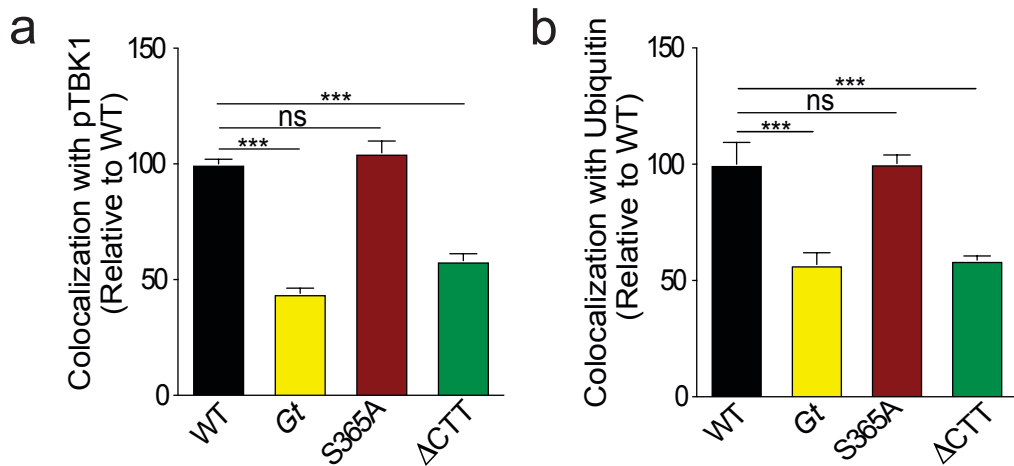 a
Colocalization with pTBK1
(Relative to WT)
150
100
50
0
***
ns
***
WT
Gt
S365A
ΔCTT
b
Colocalization with Ubiquitin
(Relative to WT)
150
100
50
0
***
ns
***
WT
Gt
S365A
ΔCTT